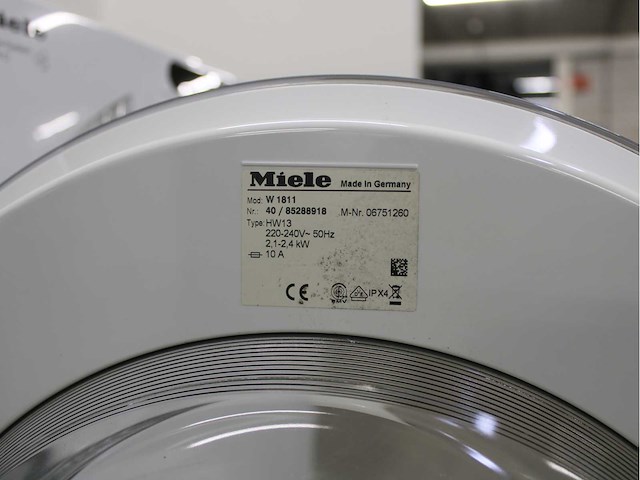 Miele Made in Germany
Mod: W 1811
Nr.: 40 / 85288918 M-Nr. 06751260
Type: HW13
220-240V~ 50Hz
2,1-2,4 kW
10 A
CE IPX4